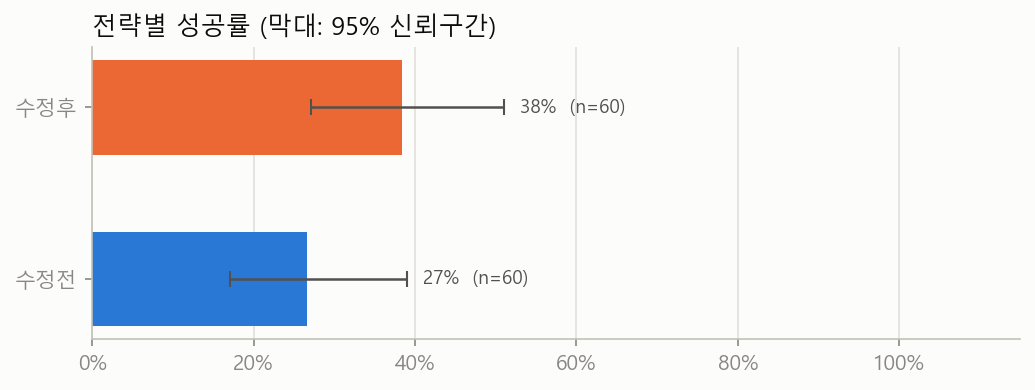 전략별 성공률 (막대: 95% 신뢰구간)
수정후
38% (n=60)
수정전
27% (n=60)
0% 20% 40% 60% 80% 100%